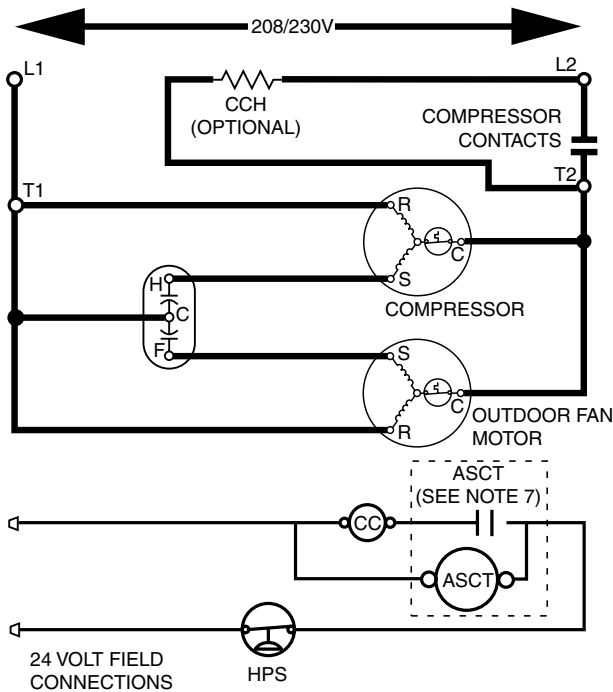 208/230V
L1
L2
CCH
(OPTIONAL)
COMPRESSOR
CONTACTS
T2
T1
R
C
S
COMPRESSOR
H
C
F
S
C
R
OUTDOOR FAN
MOTOR
ASCT
(SEE NOTE 7)
CC
ASCT
24 VOLT FIELD
CONNECTIONS
HPS